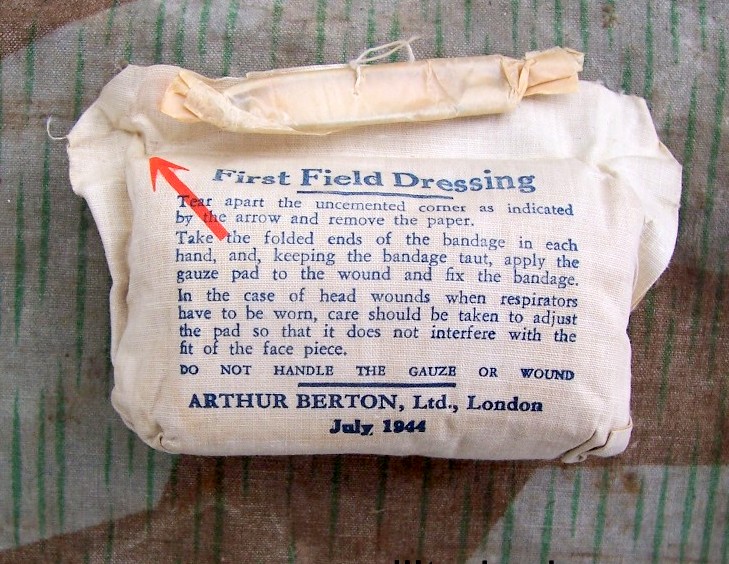 First Field Dressing
Tear apart the uncemented corner as indicated
by the arrow and remove the paper.
Take the folded ends of the bandage in each
hand, and, keeping the bandage taut, apply the
gauze pad to the wound and fix the bandage.
In the case of head wounds when respirators
have to be worn, care should be taken to adjust
the pad so that it does not interfere with the
fit of the face piece.
DO NOT HANDLE THE GAUZE OR WOUND
ARTHUR BERTON, Ltd., London
July 1944